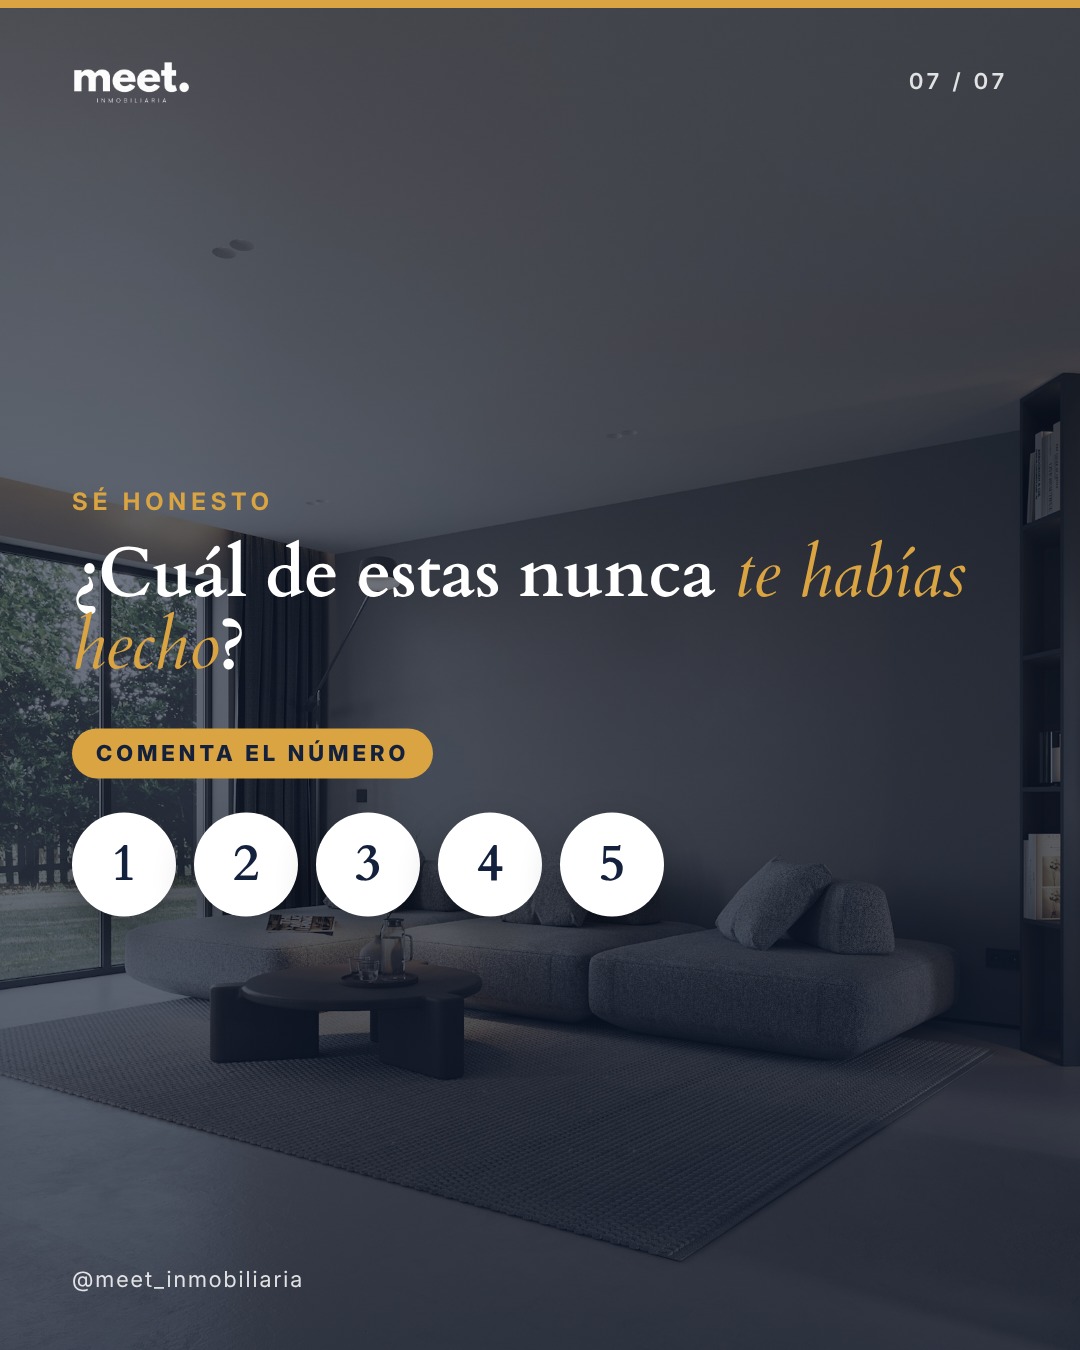 meet.
INMOBILIARIA
07 / 07
SÉ HONESTO
¿Cuál de estas nunca te habías
hecho?
COMENTA EL NÚMERO
1 2 3 4 5
@meet_inmobiliaria